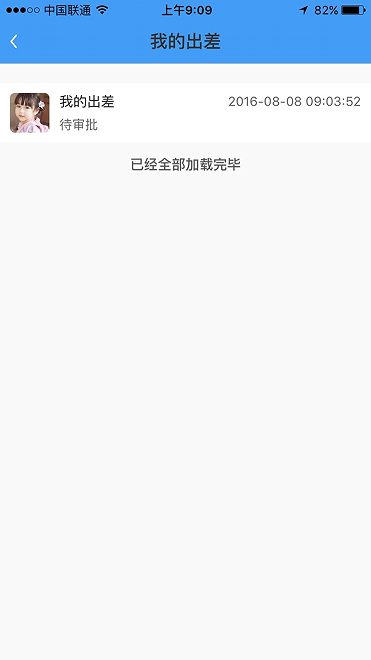 中国联通 上午9:09 82%
我的出差
我的出差 2016-08-08 09:03:52
待审批
已经全部加载完毕